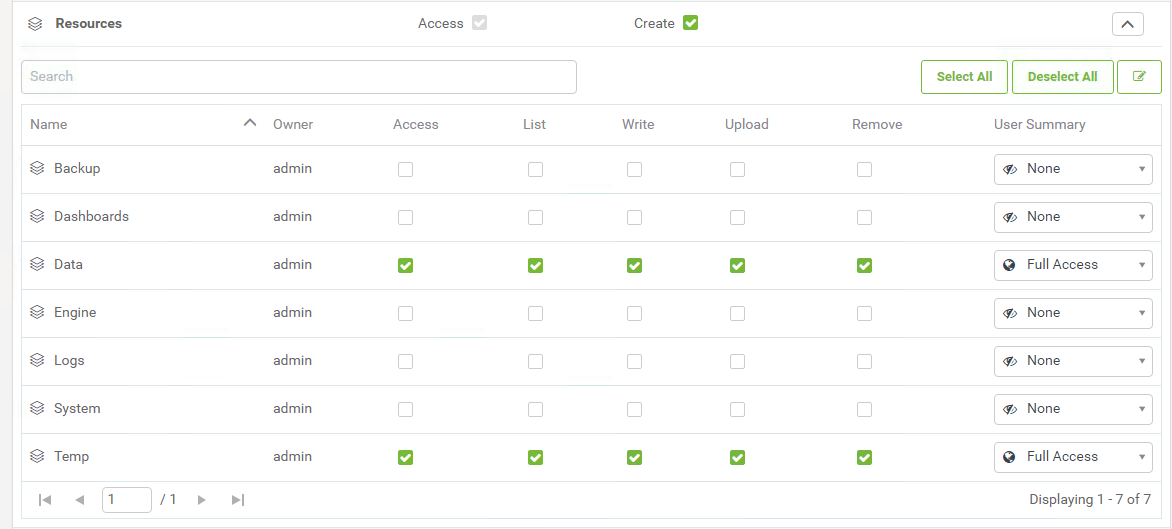 Resources Access Create
Search Select All Deselect All
Name Owner Access List Write Upload Remove User Summary
Backup admin None
Dashboards admin None
Data admin Full Access
Engine admin None
Logs admin None
System admin None
Temp admin Full Access
1 / 1 Displaying 1 - 7 of 7